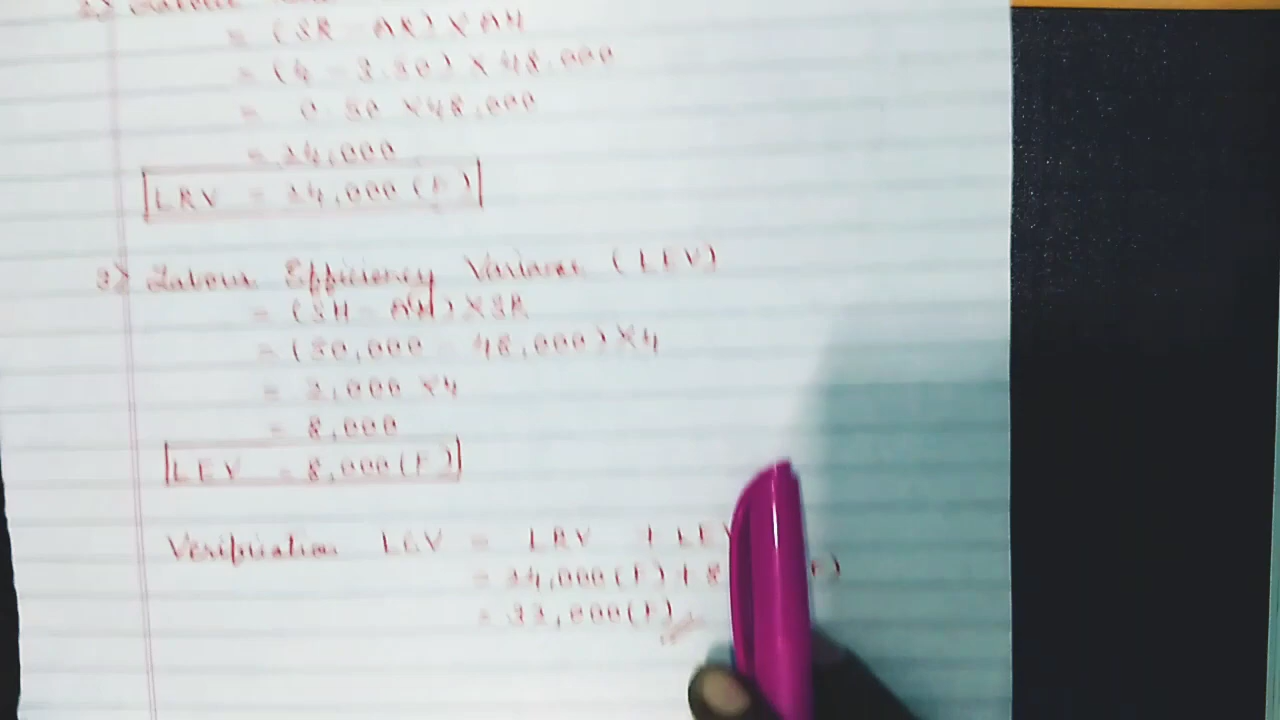 2) Labour
= (SR - AR) X AH
= (4 - 3.50) X 48,000
= 0.50 X 48,000
= 24,000
LRV = 24,000 (F)
3) Labour Efficiency Variance (LEV)
= (SH - AH) X SR
= (50,000 - 48,000) X 4
= 2,000 X 4
= 8,000
LEV = 8,000 (F)
Verification LCV = LRV + LEV
= 24,000 (F) + 8 F)
= 32,000 (F)